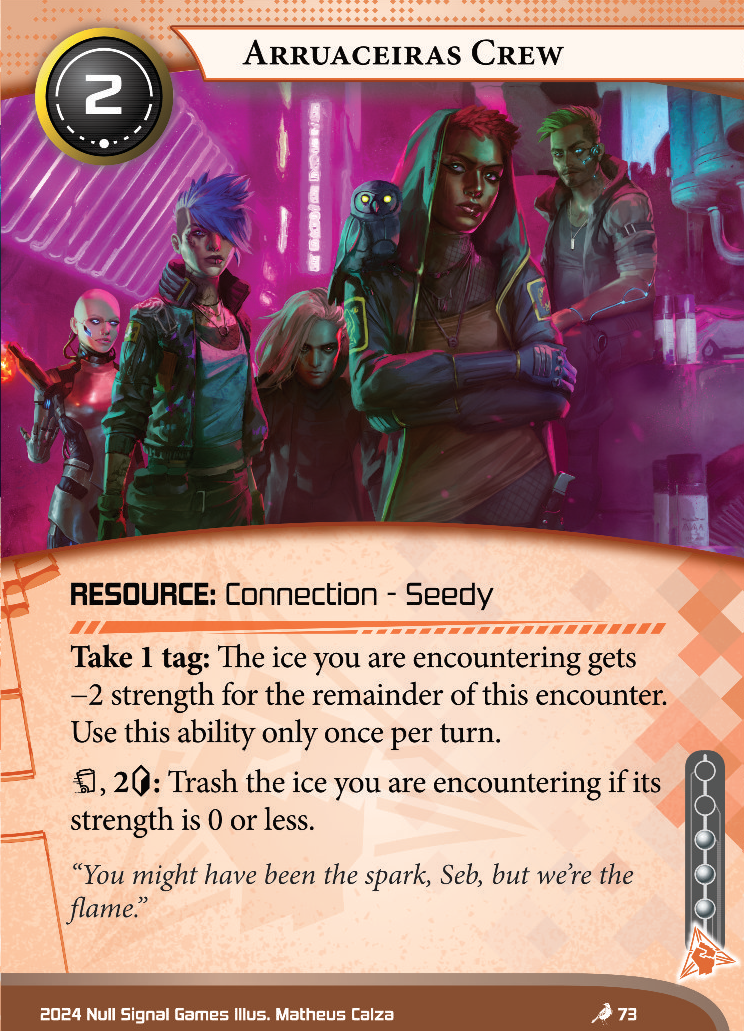 2
Arruaceiras Crew
RESOURCE: Connection - Seedy
Take 1 tag: The ice you are encountering gets
−2 strength for the remainder of this encounter.
Use this ability only once per turn.
, 2: Trash the ice you are encountering if its
strength is 0 or less.
“You might have been the spark, Seb, but we’re the
flame.”
2024 Null Signal Games Illus. Matheus Calza
73